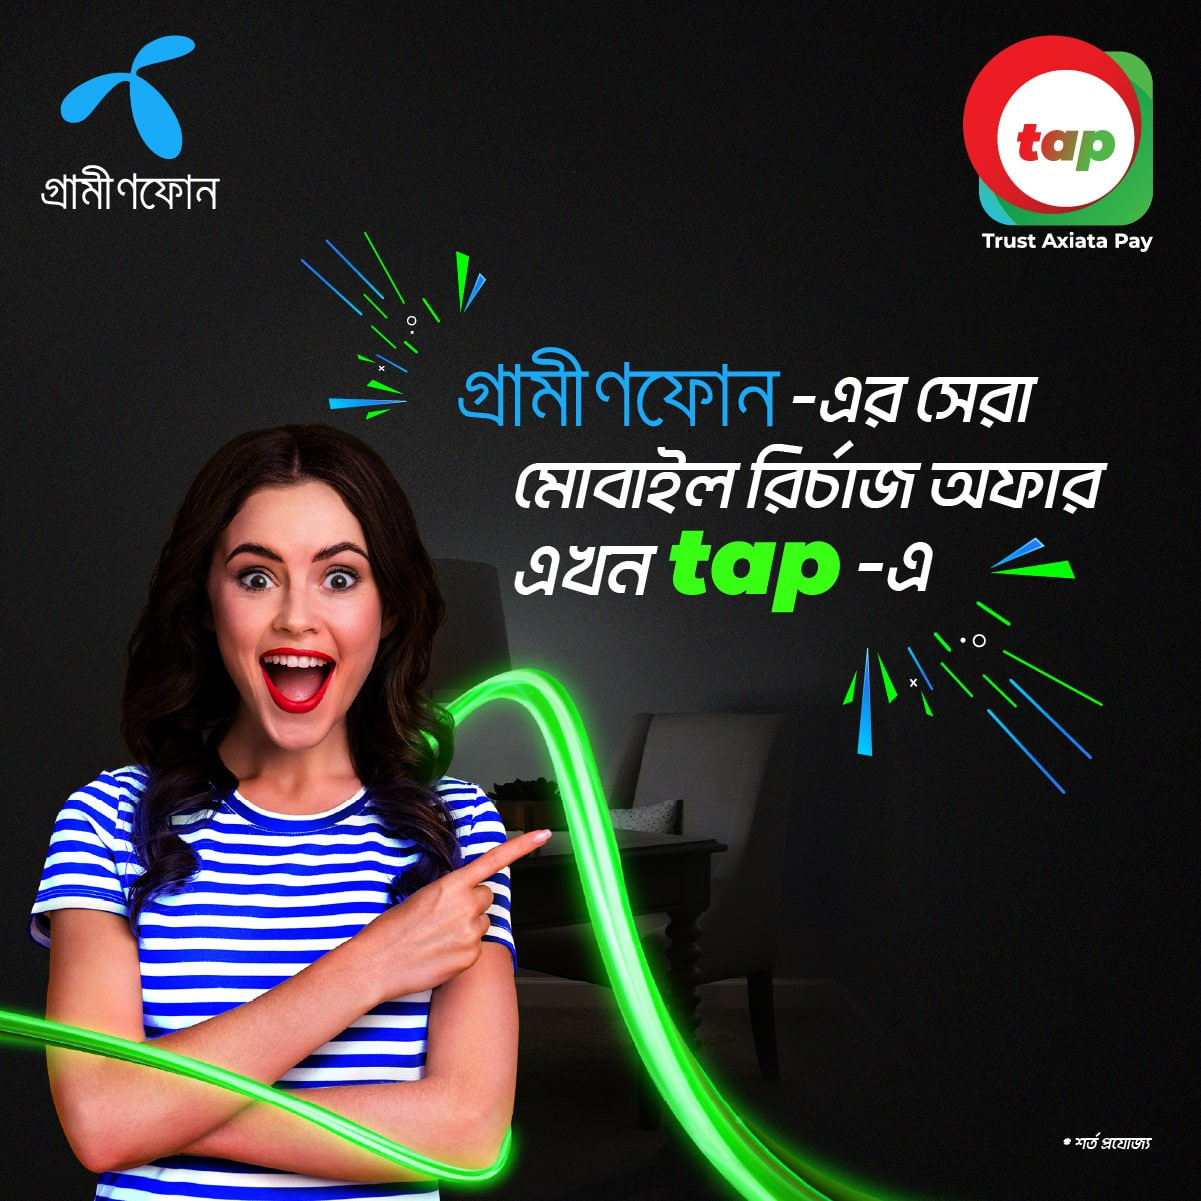 গ্রামীণফোন
tap
Trust Axiata Pay
গ্রামীণফোন -এর সেরা
মোবাইল রির্চাজ অফার
এখন tap -এ
* শর্ত প্রযোজ্য